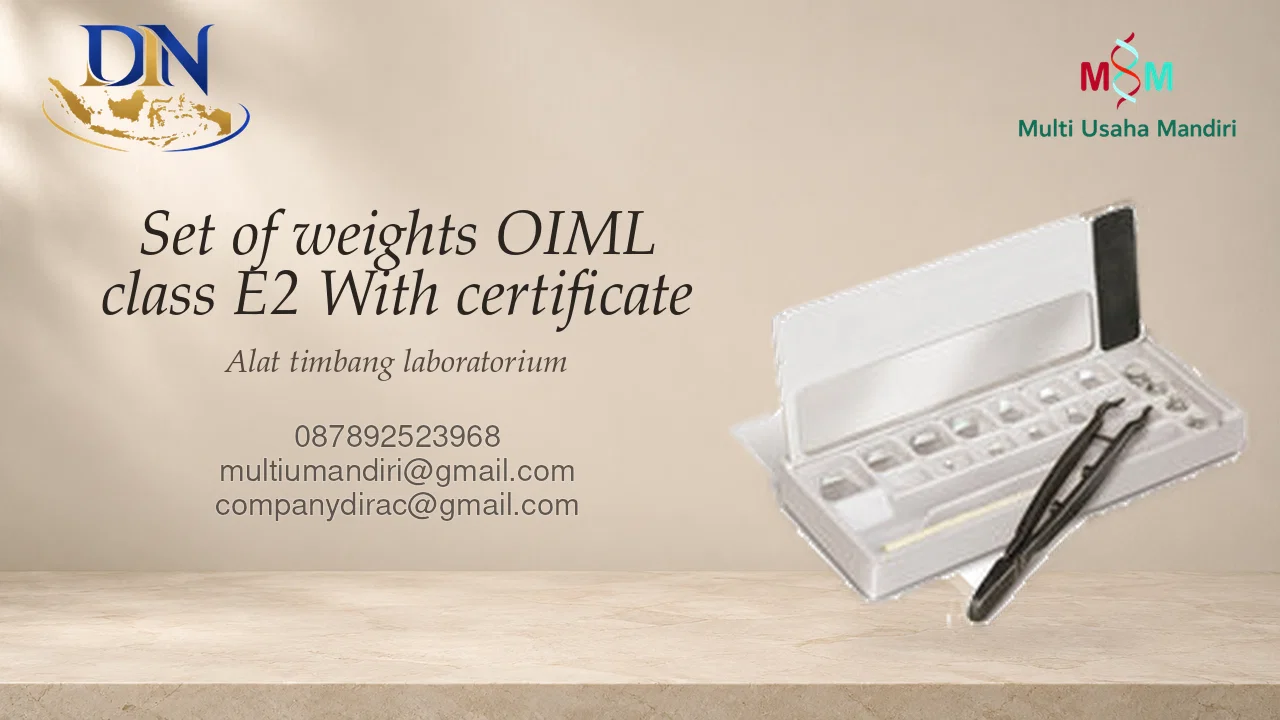 DN
M M
Multi Usaha Mandiri
Set of weights OIML
class E2 With certificate
Alat timbang laboratorium
087892523968
multiumandiri@gmail.com
companydirac@gmail.com